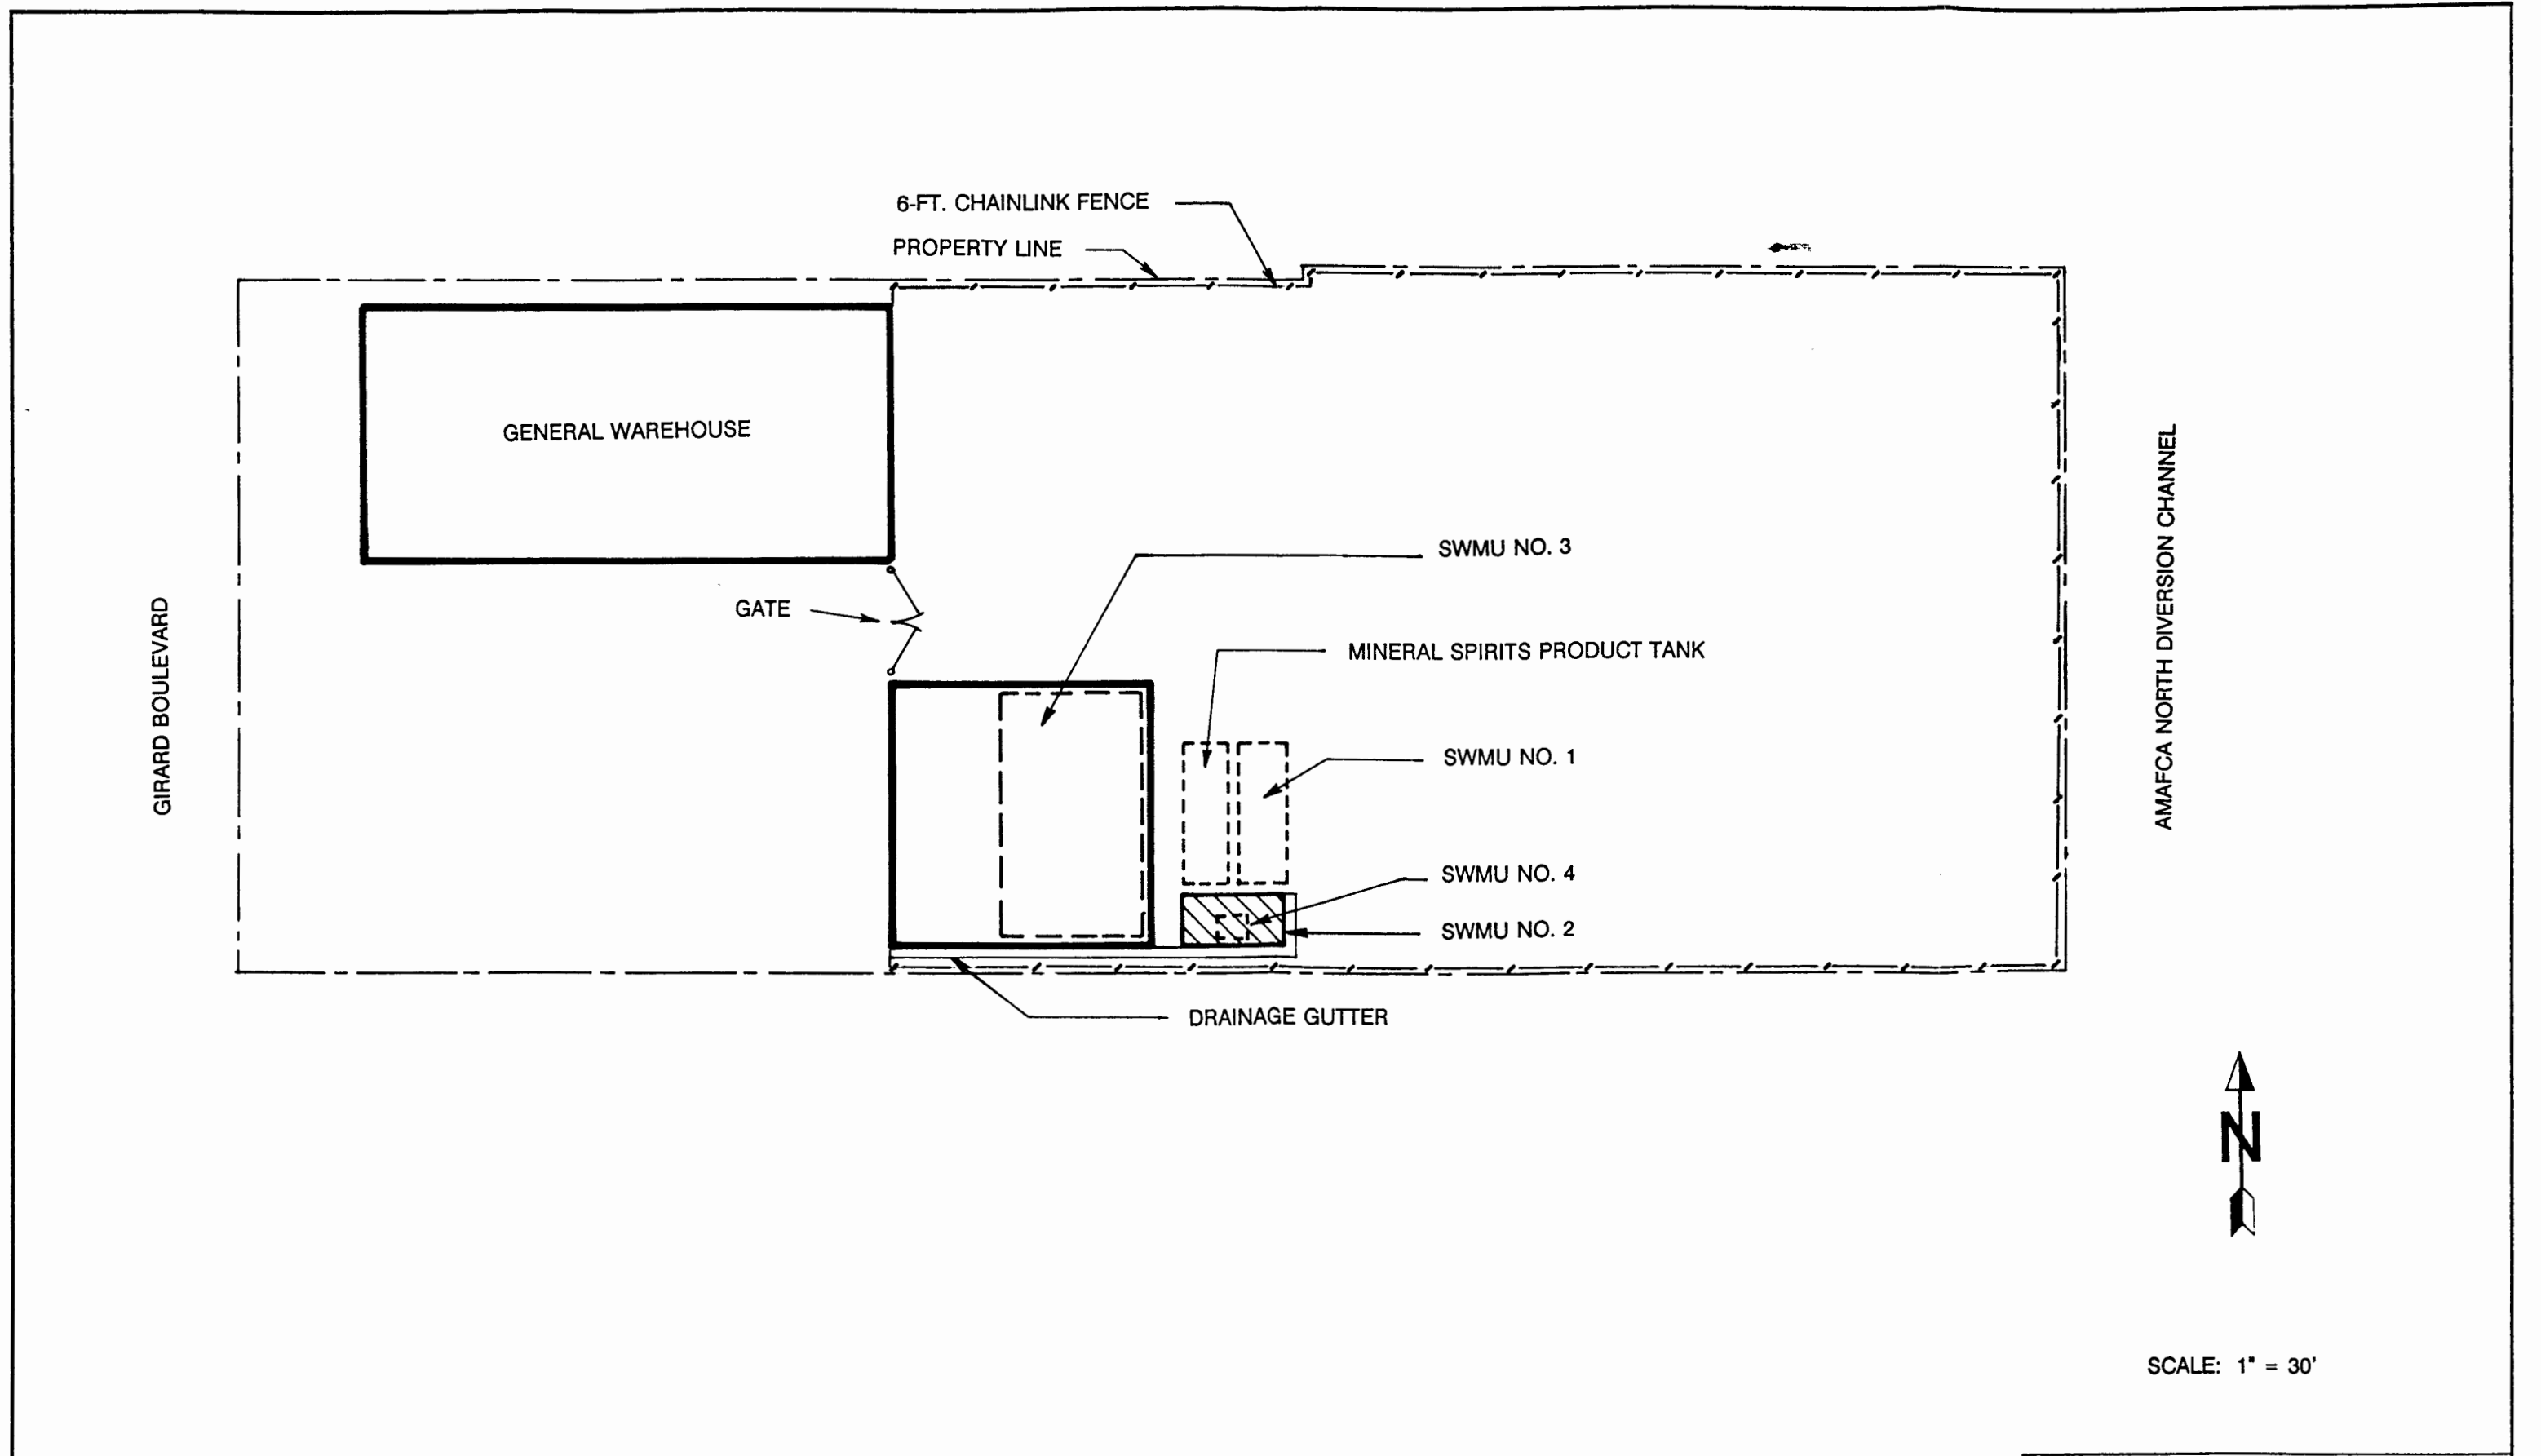 6-FT. CHAINLINK FENCE
PROPERTY LINE
GENERAL WAREHOUSE
SWMU NO. 3
GATE
MINERAL SPIRITS PRODUCT TANK
SWMU NO. 1
SWMU NO. 4
SWMU NO. 2
DRAINAGE GUTTER
GIRARD BOULEVARD
AMAFCA NORTH DIVERSION CHANNEL
N
SCALE: 1" = 30'